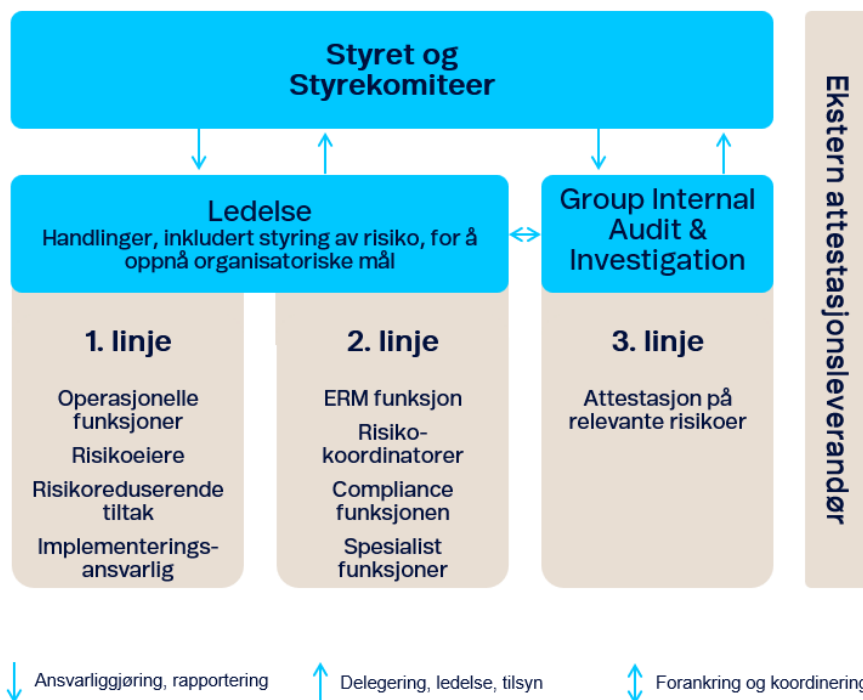 Styret og
Styrekomiteer
Ledelse
Handlinger, inkludert styring av risiko, for å
oppnå organisatoriske mål
Group Internal
Audit &
Investigation
1. linje
Operasjonelle
funksjoner
Risikoeiere
Risikoreduserende
tiltak
Implementerings-
ansvarlig
2. linje
ERM funksjon
Risiko-
koordinatorer
Compliance
funksjonen
Spesialist
funksjoner
3. linje
Attestasjon på
relevante risikoer
Ekstern attestasjonsleverandør
Ansvarliggjøring, rapportering
Delegering, ledelse, tilsyn
Forankring og koordinering